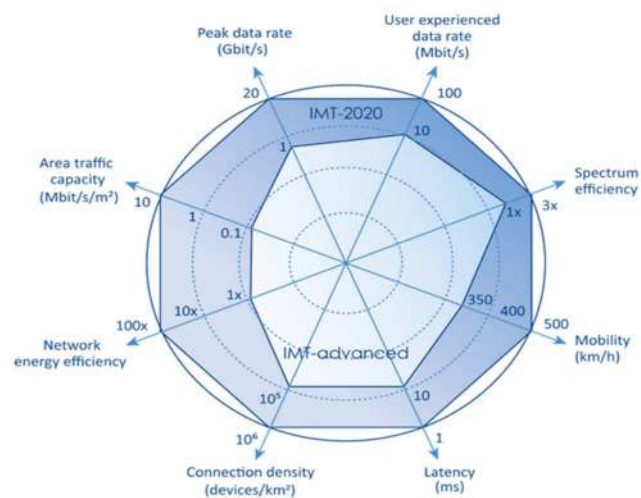 Peak data rate
(Gbit/s)
User experienced
data rate
(Mbit/s)
20
100
IMT-2020
1
10
Area traffic
capacity
(Mbit/s/m²)
Spectrum
efficiency
10
1
0.1
1x
3x
1x
10x
100x
350
400
500
Network
energy efficiency
Mobility
(km/h)
IMT-advanced
10⁵
10
10⁶
1
Connection density
(devices/km²)
Latency
(ms)